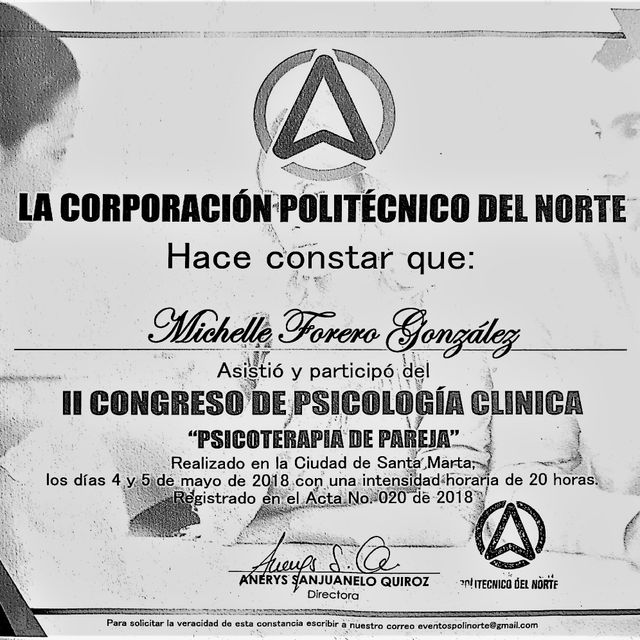 LA CORPORACIÓN POLITÉCNICO DEL NORTE
Hace constar que:
Michelle Forero González
Asistió y participó del
II CONGRESO DE PSICOLOGÍA CLINICA
“PSICOTERAPIA DE PAREJA”
Realizado en la Ciudad de Santa Marta,
los días 4 y 5 de mayo de 2018 con una intensidad horaria de 20 horas.
Registrado en el Acta No. 020 de 2018
ANERYS SANJUANELO QUIROZ
Directora
POLITECNICO DEL NORTE
Para solicitar la veracidad de esta constancia escribir a nuestro correo eventospolinorte@gmail.com